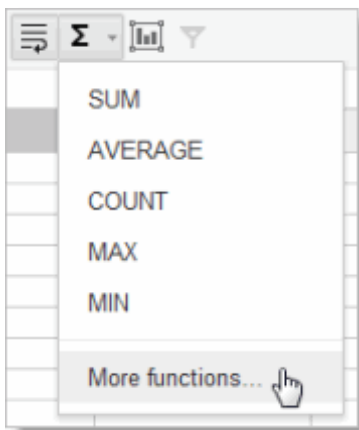 Σ
SUM
AVERAGE
COUNT
MAX
MIN
More functions...